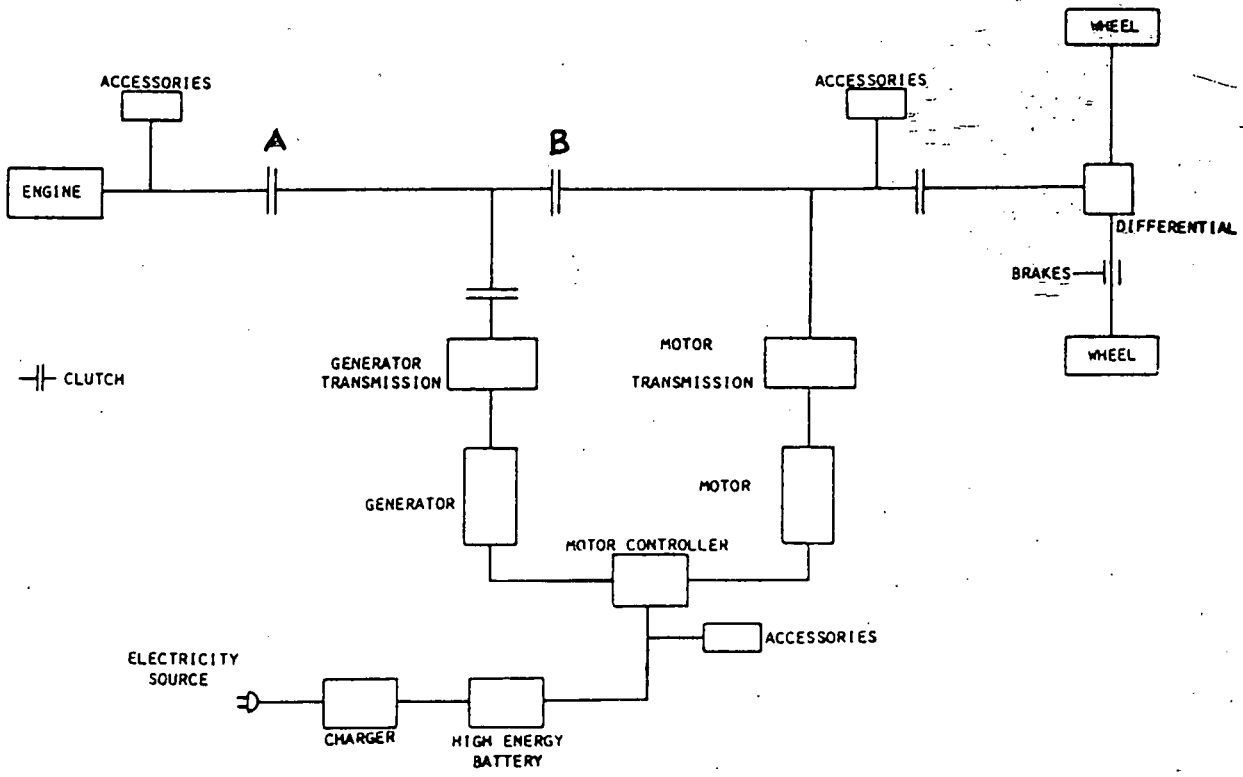 WHEEL
ACCESSORIES
ACCESSORIES
A
B
ENGINE
DIFFERENTIAL
BRAKES
WHEEL
GENERATOR
TRANSMISSION
MOTOR
TRANSMISSION
CLUTCH
GENERATOR
MOTOR
MOTOR CONTROLLER
ACCESSORIES
ELECTRICITY
SOURCE
CHARGER
HIGH ENERGY
BATTERY